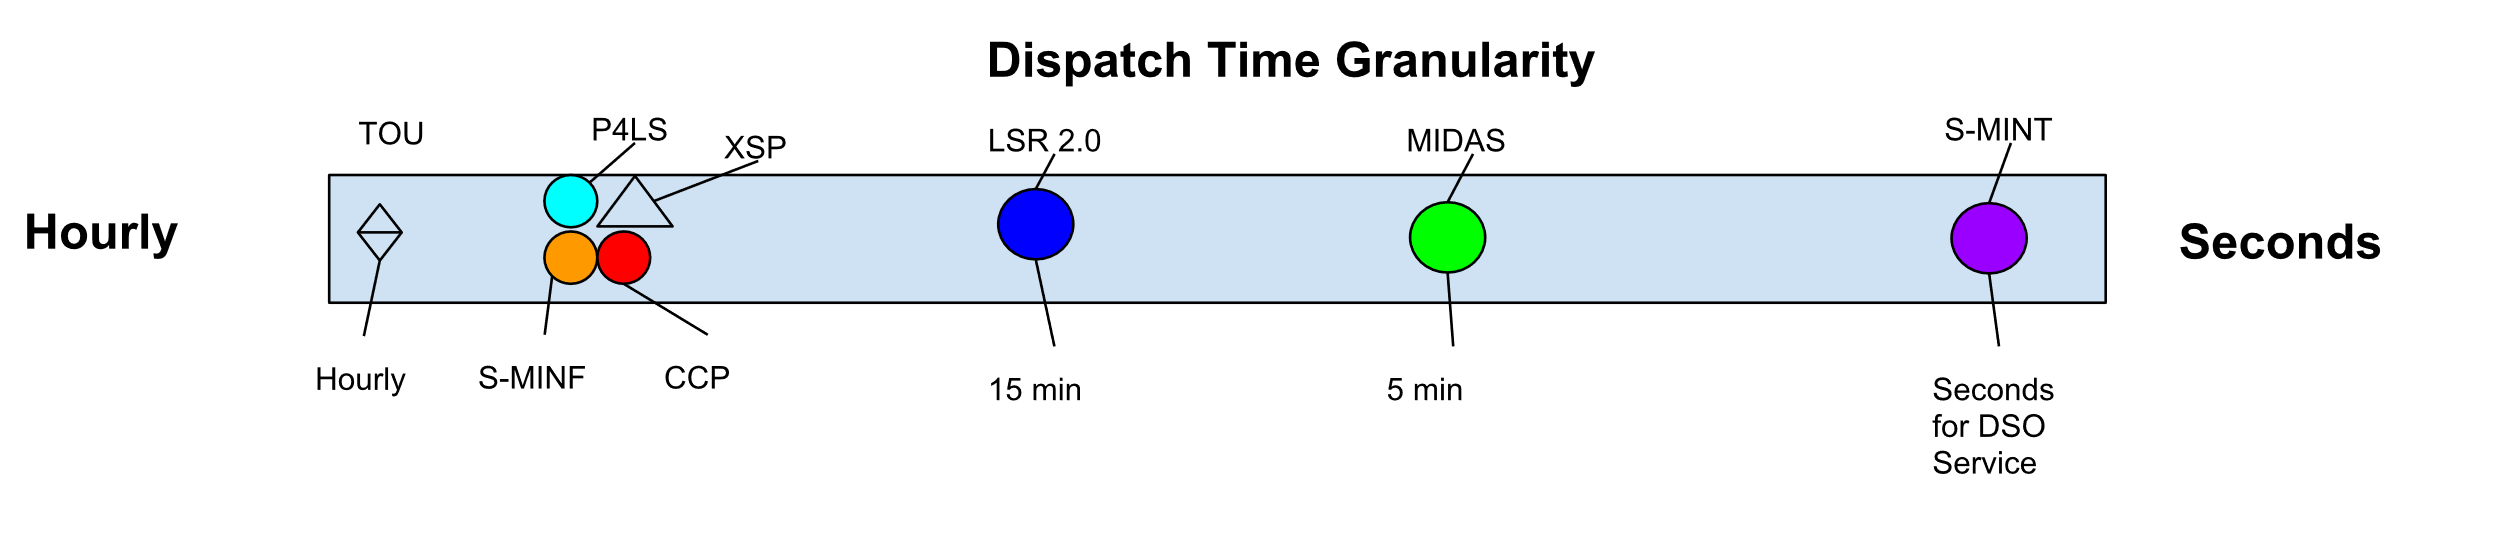 Dispatch Time Granularity
TOU
P4LS
XSP
LSR 2.0
MIDAS
S-MINT
Hourly
Seconds
Hourly
S-MINF
CCP
15 min
5 min
Seconds
for DSO
Service